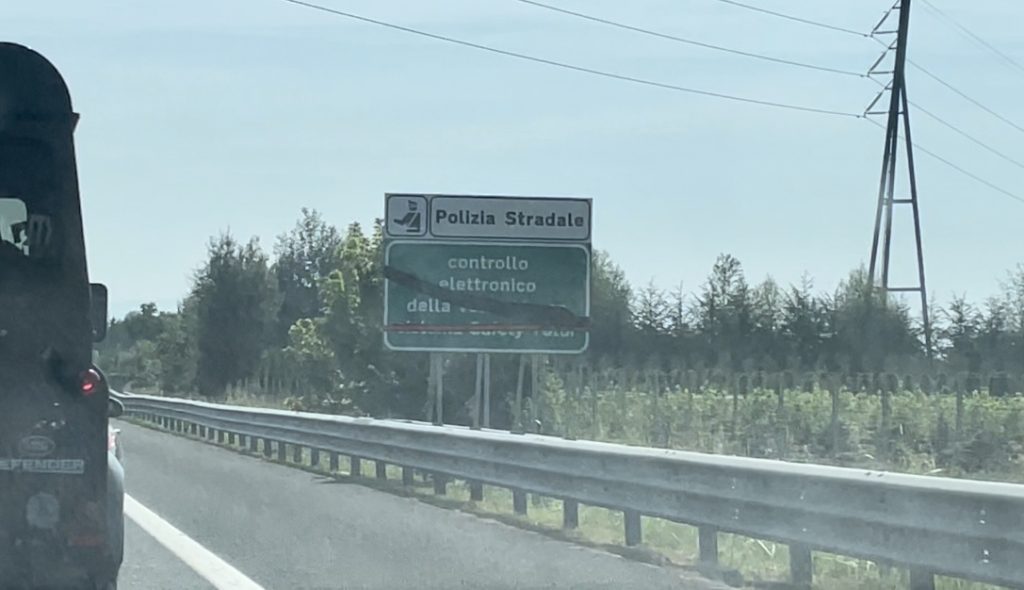 Polizia Stradale
controllo
elettronico
della
DEFENDER